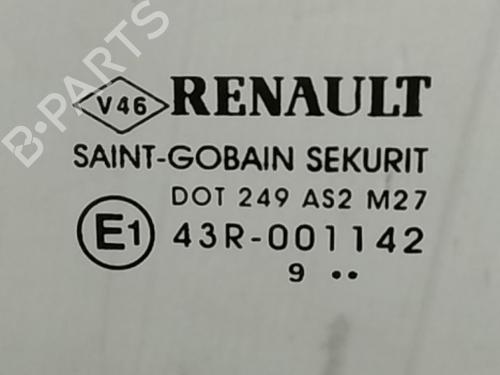 V46 RENAULT
SAINT-GOBAIN SEKURIT
DOT 249 AS2 M27
E1 43R-001142
9 ••
B-PARTS